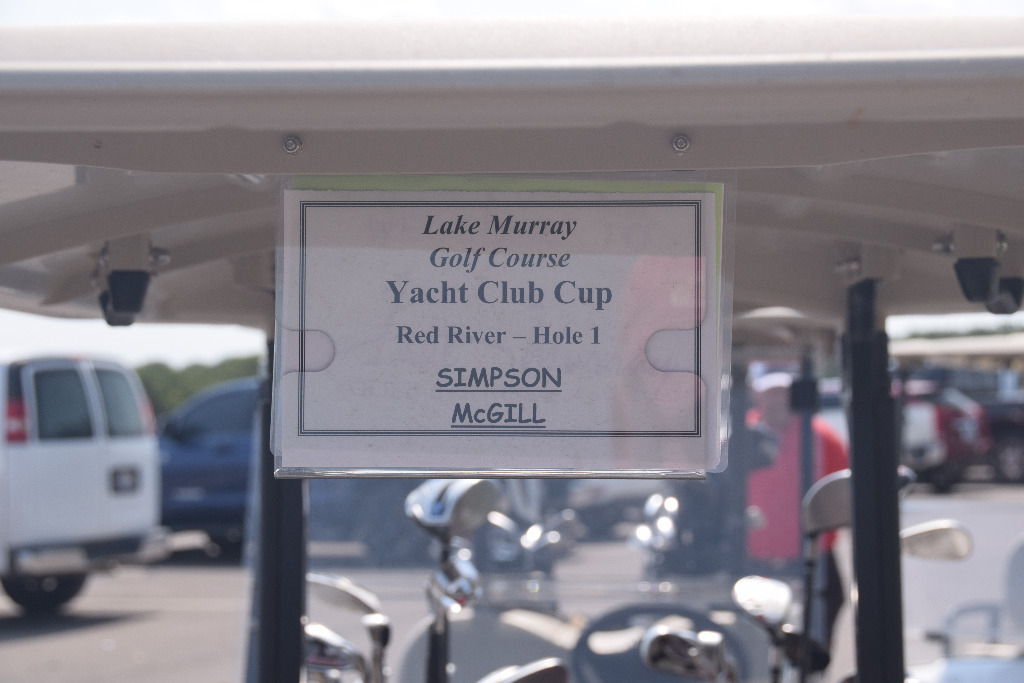 Lake Murray
Golf Course
Yacht Club Cup
Red River – Hole 1
SIMPSON
McGILL